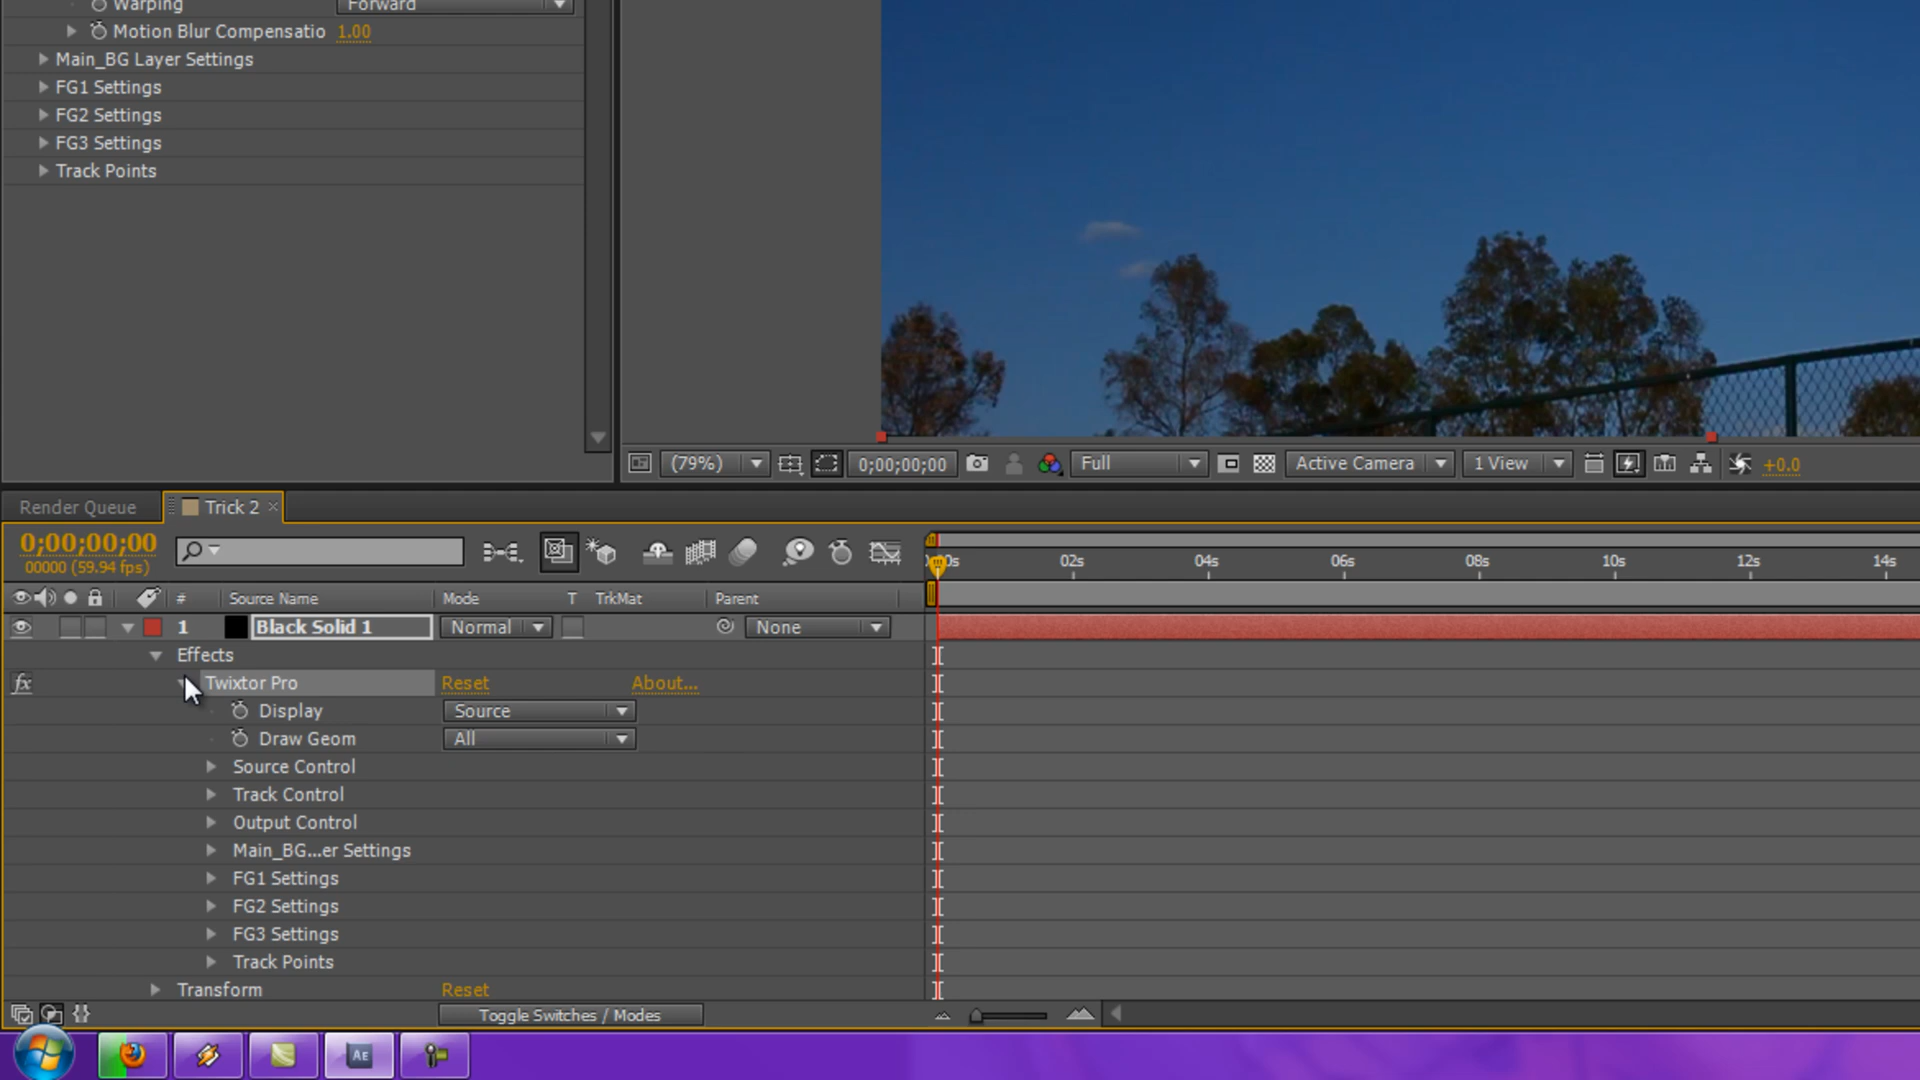 Warping Forward
Motion Blur Compensatio 1.00
Main_BG Layer Settings
FG1 Settings
FG2 Settings
FG3 Settings
Track Points
(79%) 0;00;00;00 Full Active Camera 1 View +0.0
Render Queue Trick 2
0;00;00;00
00000 (59.94 fps)
02s 04s 06s 08s 10s 12s 14s
# Source Name Mode T TrkMat Parent
1 Black Solid 1 Normal None
Effects
fx Twixtor Pro Reset About...
Display Source
Draw Geom All
Source Control
Track Control
Output Control
Main_BG...er Settings
FG1 Settings
FG2 Settings
FG3 Settings
Track Points
Transform Reset
Toggle Switches / Modes
AE